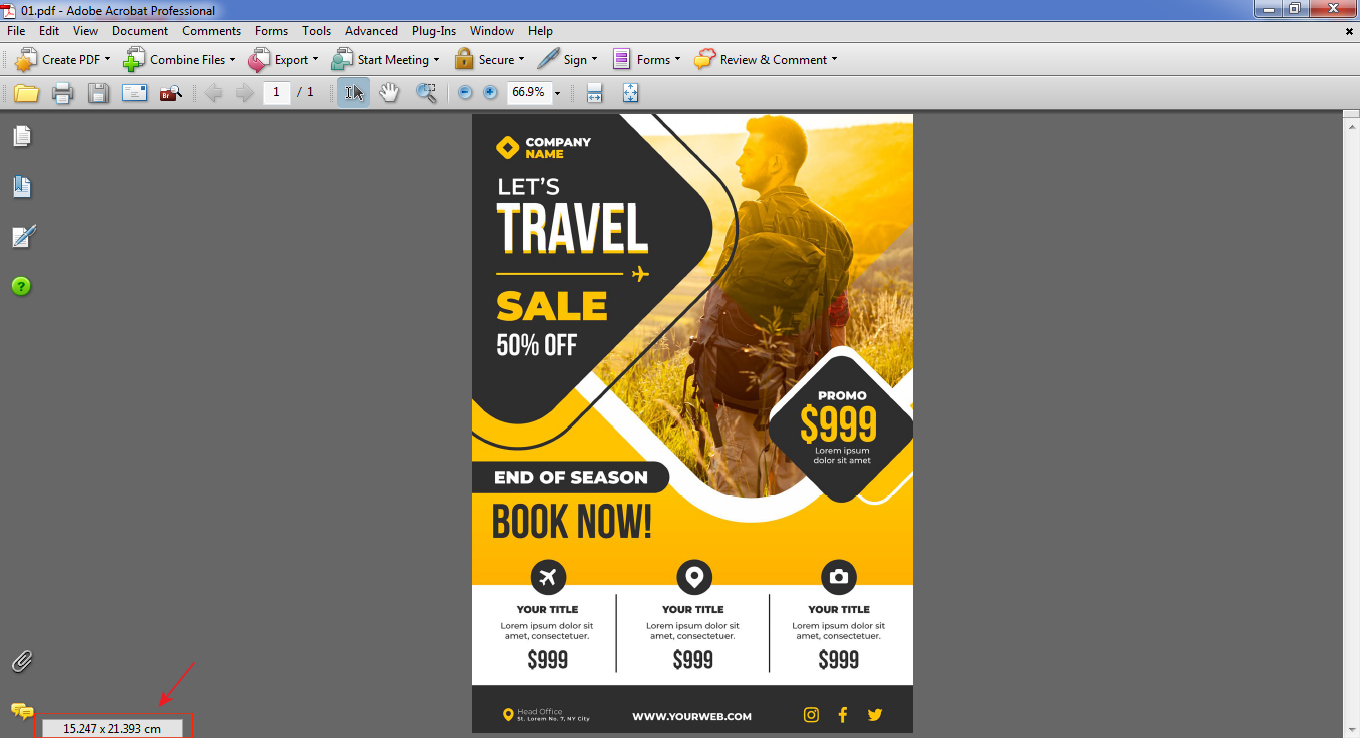 01.pdf - Adobe Acrobat Professional
File Edit View Document Comments Forms Tools Advanced Plug-Ins Window Help
Create PDF Combine Files Export Start Meeting Secure Sign Forms Review & Comment
Br 1 / 1 66.9%
COMPANY
NAME
LET'S
TRAVEL
SALE
50% OFF
PROMO
$999
Lorem ipsum
dolor sit amet
END OF SEASON
BOOK NOW!
YOUR TITLE YOUR TITLE YOUR TITLE
Lorem ipsum dolor sit Lorem ipsum dolor sit Lorem ipsum dolor sit
amet, consectetuer. amet, consectetuer. amet, consectetuer.
$999 $999 $999
Head Office
St. Lorem No. 7, NY City
WWW.YOURWEB.COM
15.247 x 21.393 cm